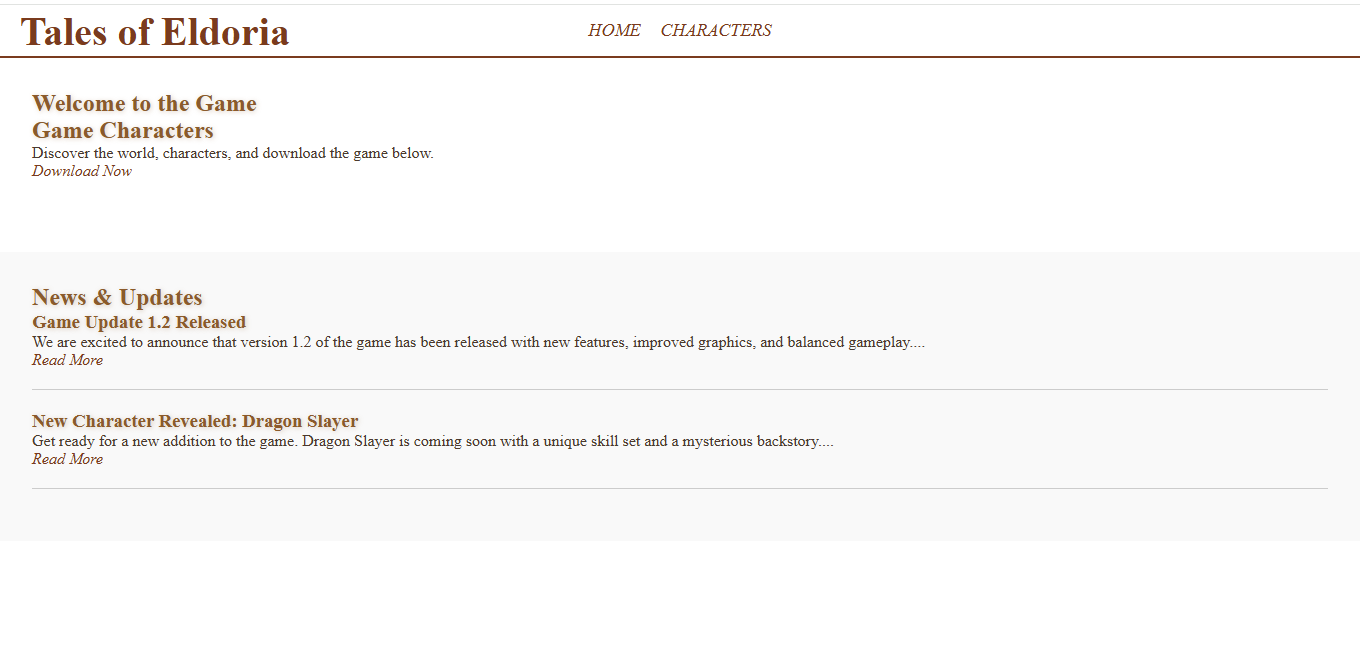 Tales of Eldoria
HOME CHARACTERS
Welcome to the Game
Game Characters
Discover the world, characters, and download the game below.
Download Now
News & Updates
Game Update 1.2 Released
We are excited to announce that version 1.2 of the game has been released with new features, improved graphics, and balanced gameplay....
Read More
New Character Revealed: Dragon Slayer
Get ready for a new addition to the game. Dragon Slayer is coming soon with a unique skill set and a mysterious backstory....
Read More